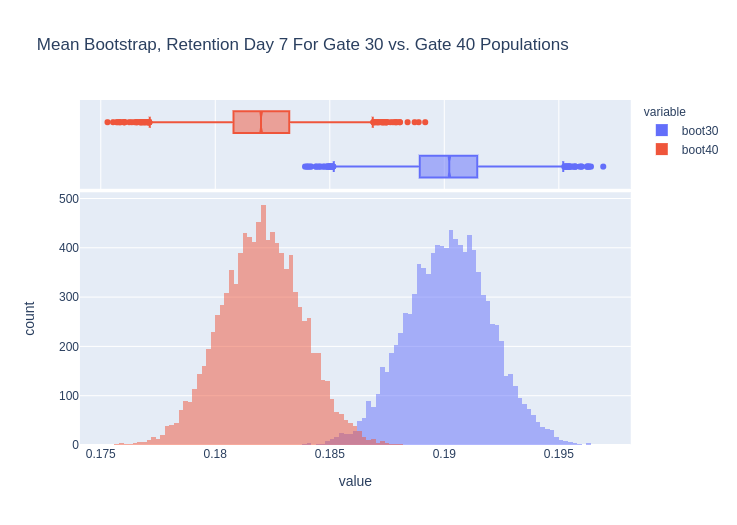 Mean Bootstrap, Retention Day 7 For Gate 30 vs. Gate 40 Populations
variable
boot30
boot40
500
400
300
200
100
0
count
0.175 0.18 0.185 0.19 0.195
value